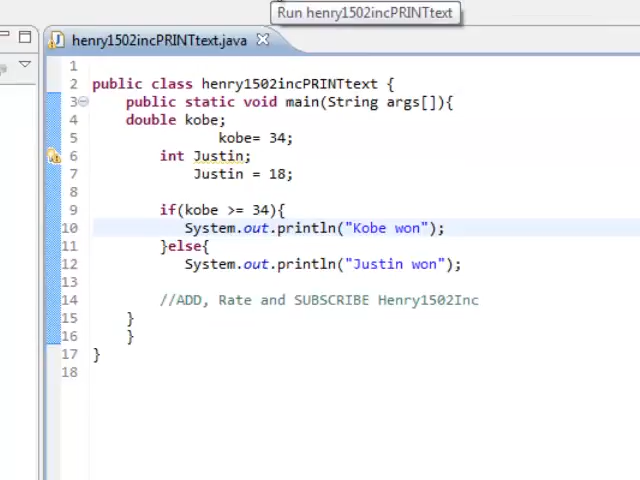 Run henry1502incPRINTtext
henry1502incPRINTtext.java
1
2 public class henry1502incPRINTtext {
3 public static void main(String args[]){
4 double kobe;
5 kobe= 34;
6 int Justin;
7 Justin = 18;
8
9 if(kobe >= 34){
10 System.out.println("Kobe won");
11 }else{
12 System.out.println("Justin won");
13
14 //ADD, Rate and SUBSCRIBE Henry1502Inc
15 }
16 }
17 }
18